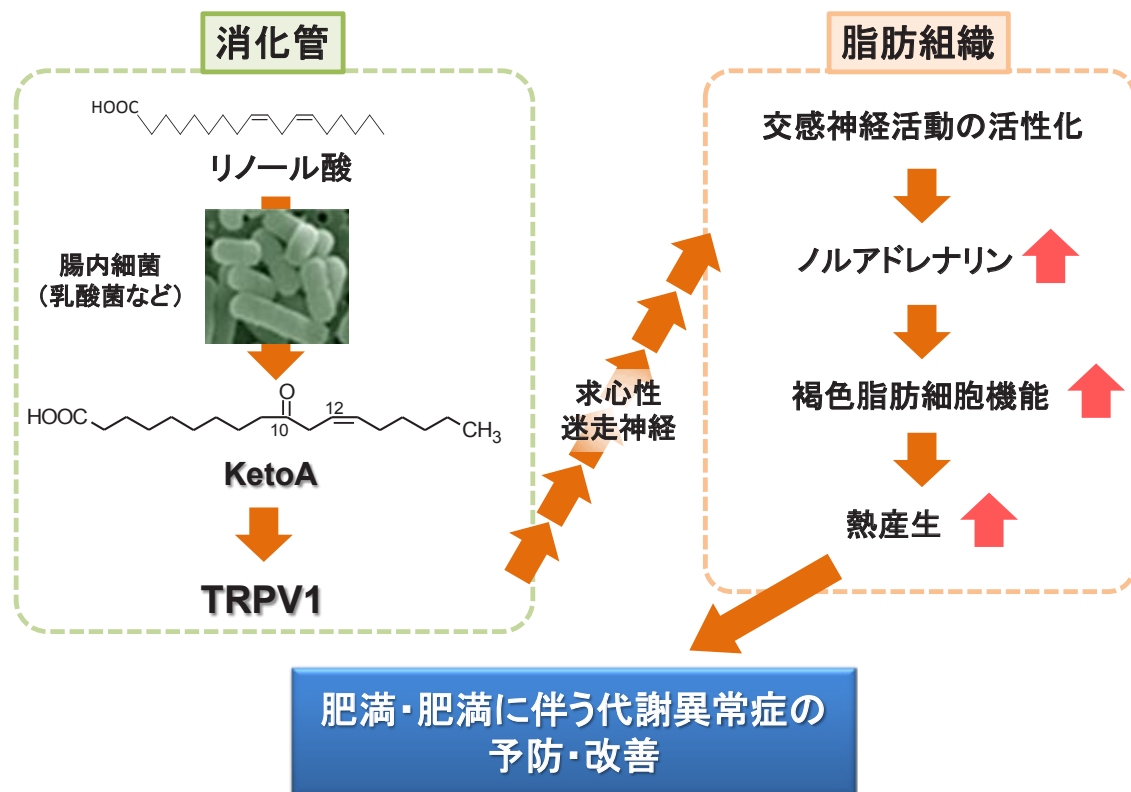 消化管
HOOC
リノール酸
腸内細菌
（乳酸菌など）
O
HOOC
10
12
CH3
KetoA
TRPV1
求心性
迷走神経
脂肪組織
交感神経活動の活性化
ノルアドレナリン
褐色脂肪細胞機能
熱産生
肥満・肥満に伴う代謝異常症の
予防・改善